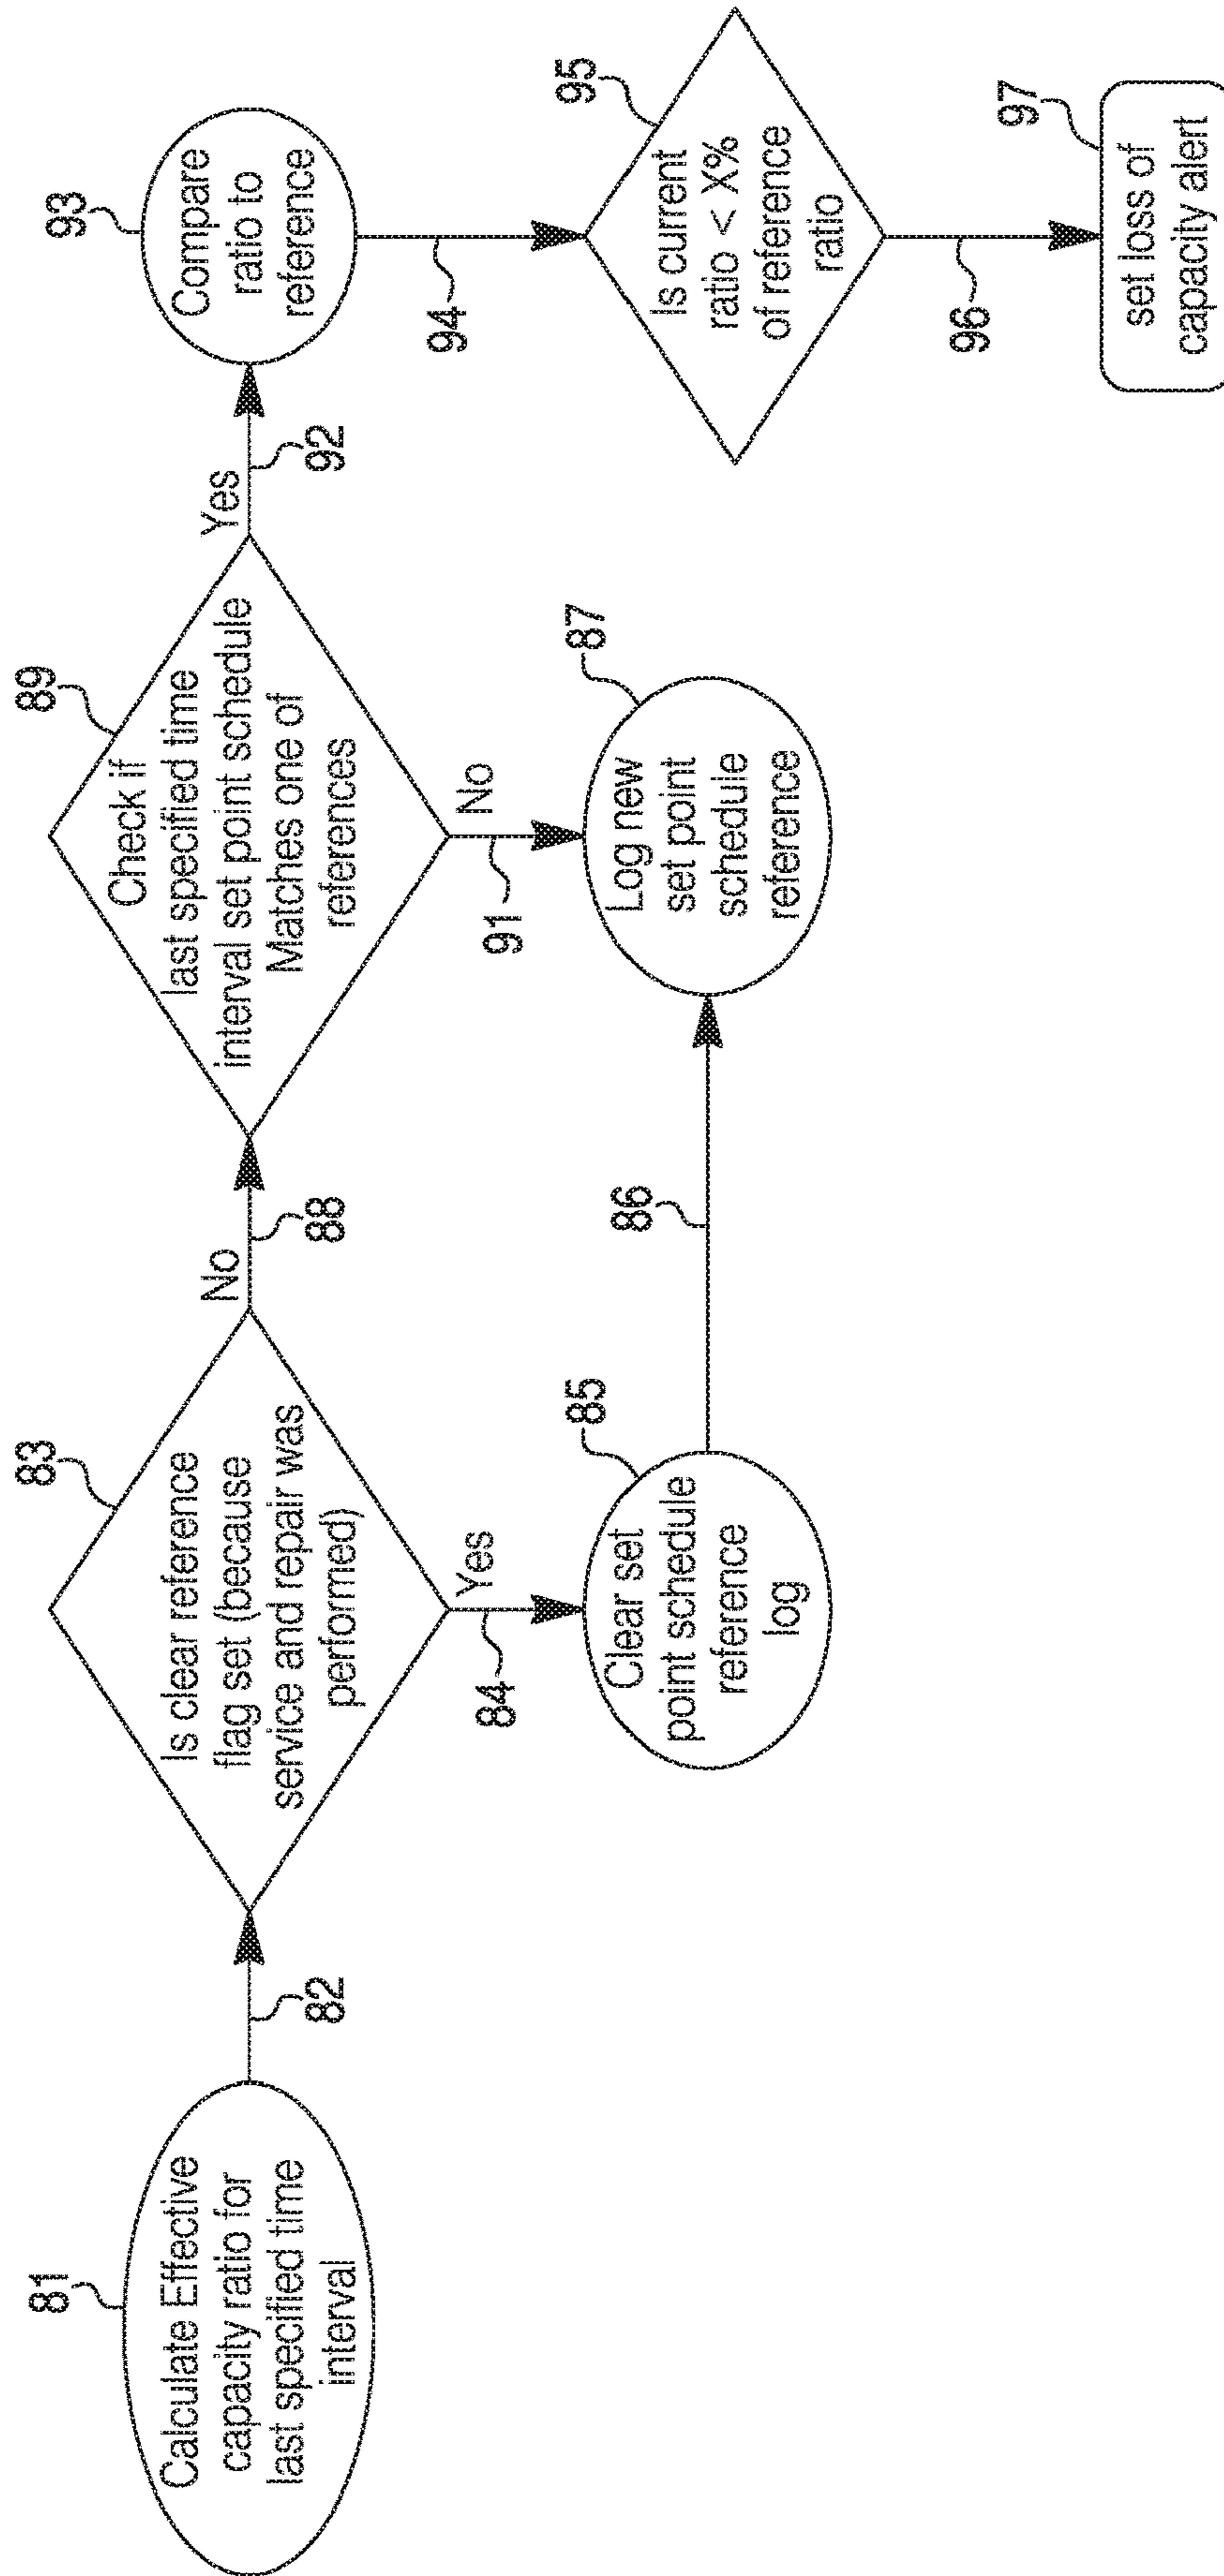 81
Calculate Effective
capacity ratio for
last specified time
interval
82
83
Is clear reference
flag set (because
service and repair was
performed)
84
Yes
85
Clear set
point schedule
reference
log
86
87
Log new
set point
schedule
reference
No
88
89
Check if
last specified time
interval set point schedule
Matches one of
references
91
No
Yes
92
93
Compare
ratio to
reference
94
95
Is current
ratio < X%
of reference
ratio
96
97
set loss of
capacity alert